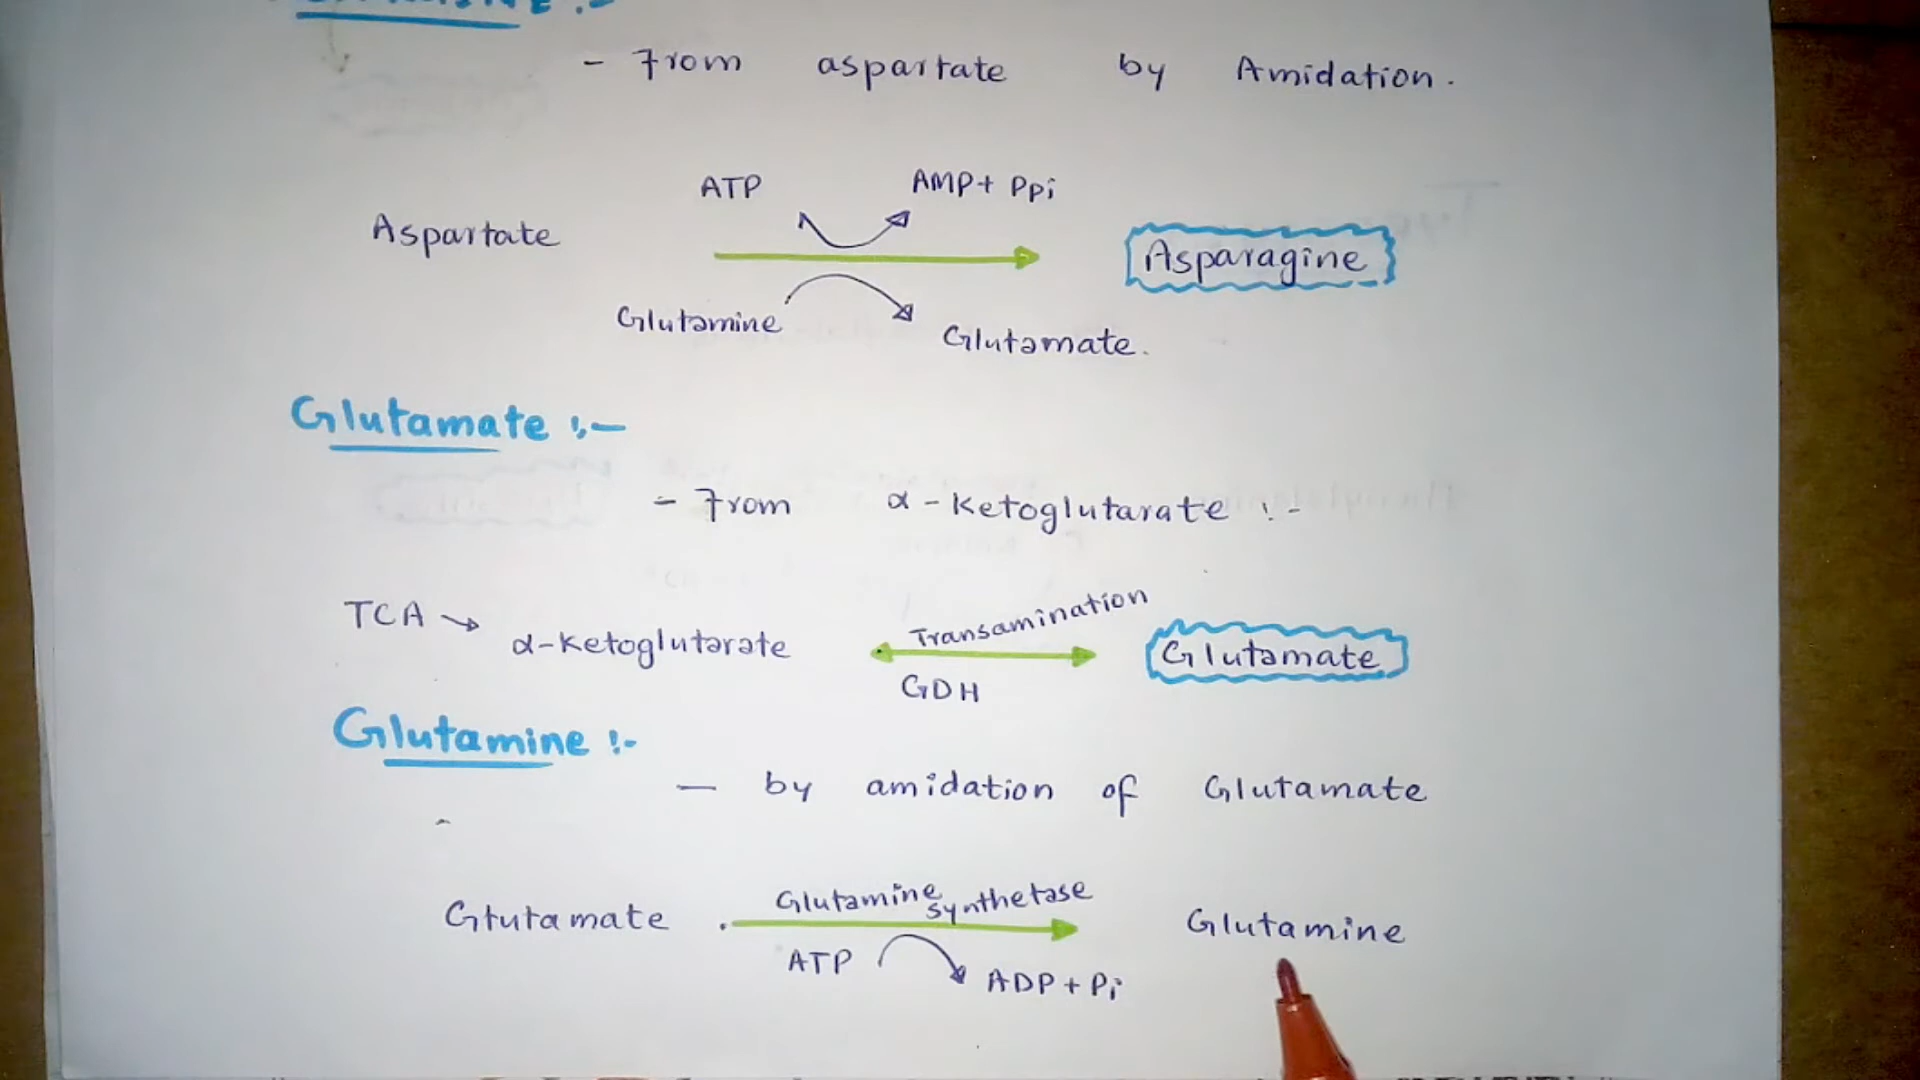 - From aspartate by Amidation.
ATP AMP+ PPi
Aspartate Asparagine
Glutamine Glutamate.
Glutamate :-
- From α-Ketoglutarate :-
TCA → α-Ketoglutarate Transamination Glutamate
GDH
Glutamine :-
— by amidation of Glutamate
Glutamine synthetase
Gtutamate Glutamine
ATP ADP + Pi